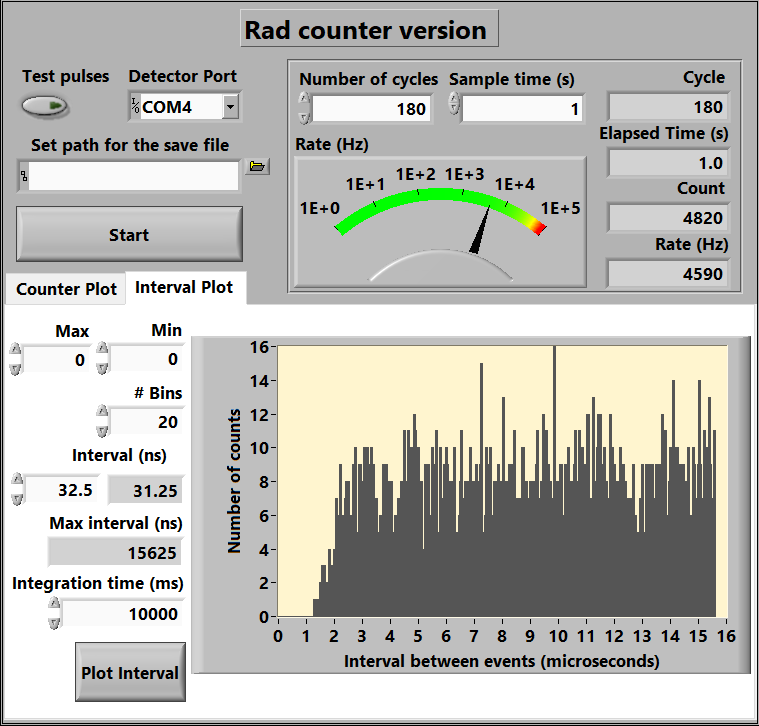 Rad counter version
Test pulses
Detector Port
I/O COM4
Set path for the save file
Start
Number of cycles
180
Sample time (s)
1
Rate (Hz)
1E+0 1E+1 1E+2 1E+3 1E+4 1E+5
Cycle
180
Elapsed Time (s)
1.0
Count
4820
Rate (Hz)
4590
Counter Plot Interval Plot
Max Min
0 0
# Bins
20
Interval (ns)
32.5 31.25
Max interval (ns)
15625
Integration time (ms)
10000
Plot Interval
Number of counts
16
14
12
10
8
6
4
2
0
0 1 2 3 4 5 6 7 8 9 10 11 12 13 14 15 16
Interval between events (microseconds)